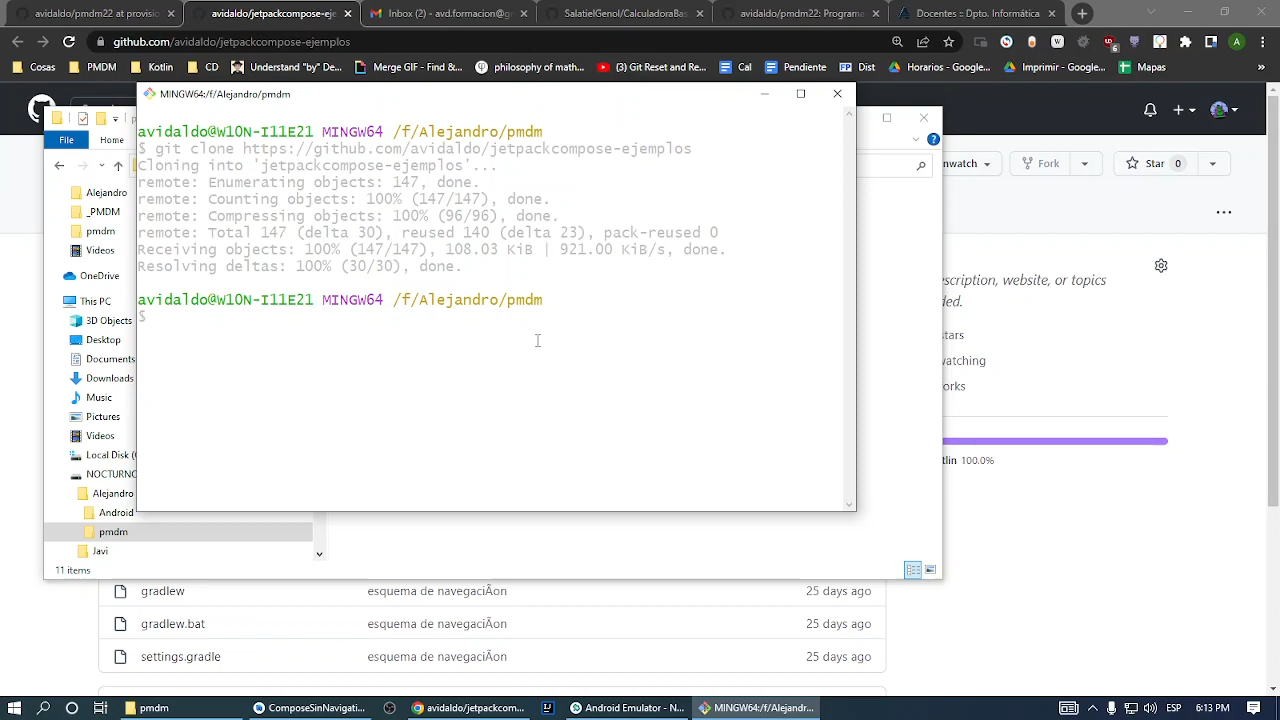 avidaldo/jetpackcompose-ej
avidaldo/jetpackcompose-eje
Inbox (2) - avd.formacion@gr
SalatielGenol/CalculadoraBas
avidaldo/pmdm22: Programa
Docentes - Dpto. Informática
github.com/avidaldo/jetpackcompose-ejemplos
Cosas
PMDM
Kotlin
CD
Understand "by" De...
Merge GIF - Find &...
philosophy of math...
(3) Git Reset and Re...
Cal
Pendiente
Dist
Horarios - Google...
Imprimir - Googl...
Mapas
MINGW64:/f/Alejandro/pmdm
avidaldo@W10N-I11E21 MINGW64 /f/Alejandro/pmdm
$ git clone https://github.com/avidaldo/jetpackcompose-ejemplos
Cloning into 'jetpackcompose-ejemplos'...
remote: Enumerating objects: 147, done.
remote: Counting objects: 100% (147/147), done.
remote: Compressing objects: 100% (96/96), done.
remote: Total 147 (delta 30), reused 140 (delta 23), pack-reused 0
Receiving objects: 100% (147/147), 108.03 KiB | 921.00 KiB/s, done.
Resolving deltas: 100% (30/30), done.
avidaldo@W10N-I11E21 MINGW64 /f/Alejandro/pmdm
$
File
Home
Alejandro
_PMDM
pmdm
Videos
OneDrive
This PC
3D Objects
Desktop
Documents
Downloads
Music
Pictures
Videos
Local Disk (
NOCTURNO
Alejandro
Android
pmdm
Javi
11 items
nwatch
Fork
Star 0
scription, website, or topics
ded.
stars
watching
orks
tlin 100.0%
gradlew esquema de navegaciÃon 25 days ago
gradlew.bat esquema de navegaciÃon 25 days ago
settings.gradle esquema de navegaciÃon 25 days ago
pmdm
ComposeSinNavigati...
avidaldo/jetpackcom...
Android Emulator - N...
MINGW64:/f/Alejandr...
ESP
6:13 PM